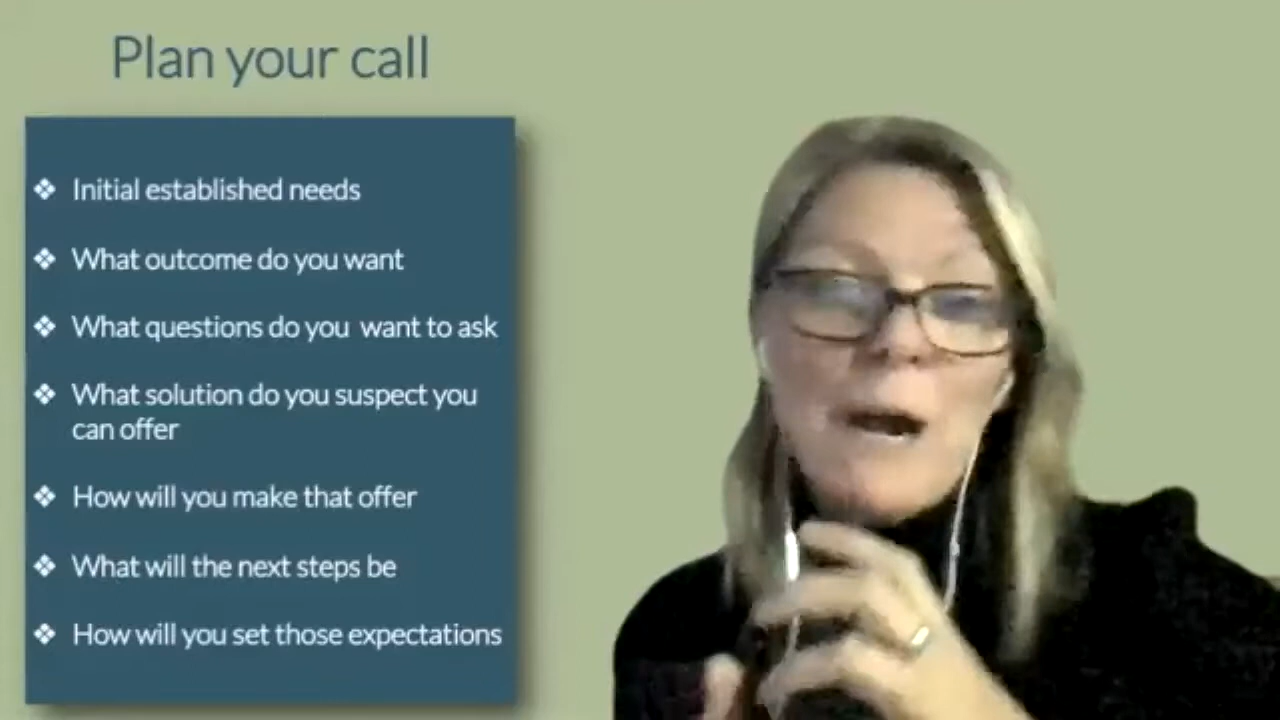 Plan your call
❖ Initial established needs
❖ What outcome do you want
❖ What questions do you want to ask
❖ What solution do you suspect you
can offer
❖ How will you make that offer
❖ What will the next steps be
❖ How will you set those expectations